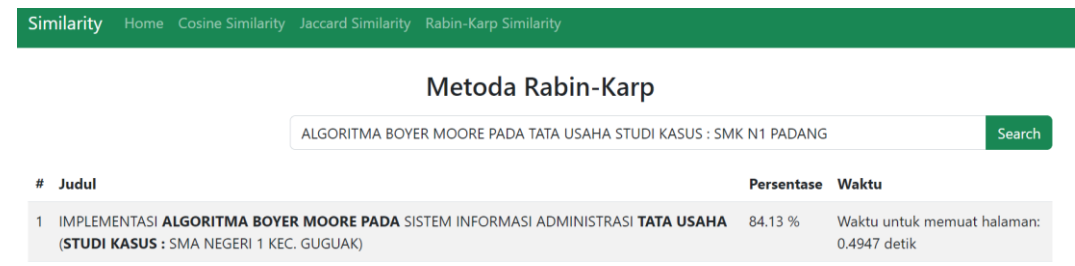 Similarity Home Cosine Similarity Jaccard Similarity Rabin-Karp Similarity
Metoda Rabin-Karp
ALGORITMA BOYER MOORE PADA TATA USAHA STUDI KASUS : SMK N1 PADANG Search
# Judul Persentase Waktu
1 IMPLEMENTASI ALGORITMA BOYER MOORE PADA SISTEM INFORMASI ADMINISTRASI TATA USAHA 84.13 % Waktu untuk memuat halaman:
(STUDI KASUS : SMA NEGERI 1 KEC. GUGUAK) 0.4947 detik